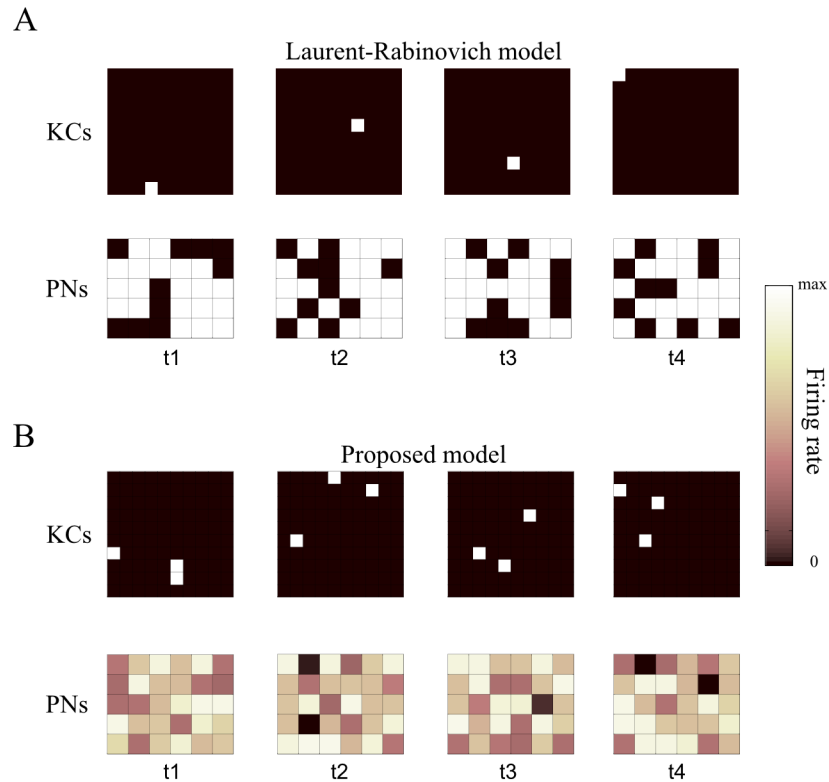 A
Laurent-Rabinovich model
KCs
PNs
t1
t2
t3
t4
max
Firing rate
0
B
Proposed model
KCs
PNs
t1
t2
t3
t4